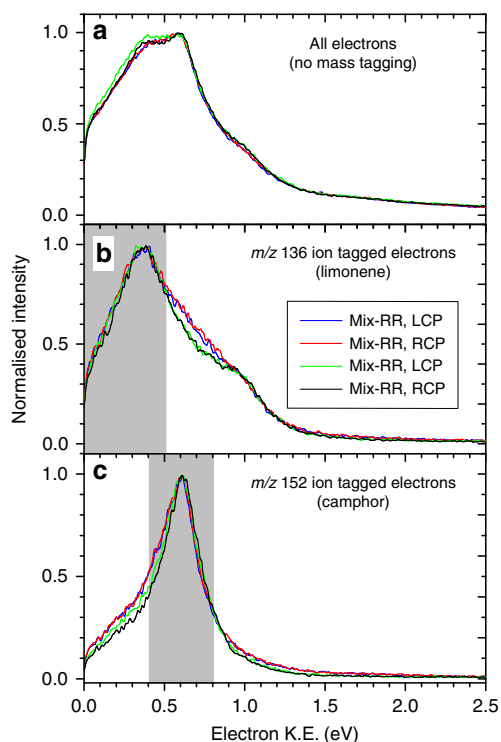 a
All electrons
(no mass tagging)
1.0
0.5
0.0
b
m/z 136 ion tagged electrons
(limonene)
1.0
0.5
0.0
Mix-RR, LCP
Mix-RR, RCP
Mix-RR, LCP
Mix-RR, RCP
Normalised intensity
c
m/z 152 ion tagged electrons
(camphor)
1.0
0.5
0.0
0.0 0.5 1.0 1.5 2.0 2.5
Electron K.E. (eV)